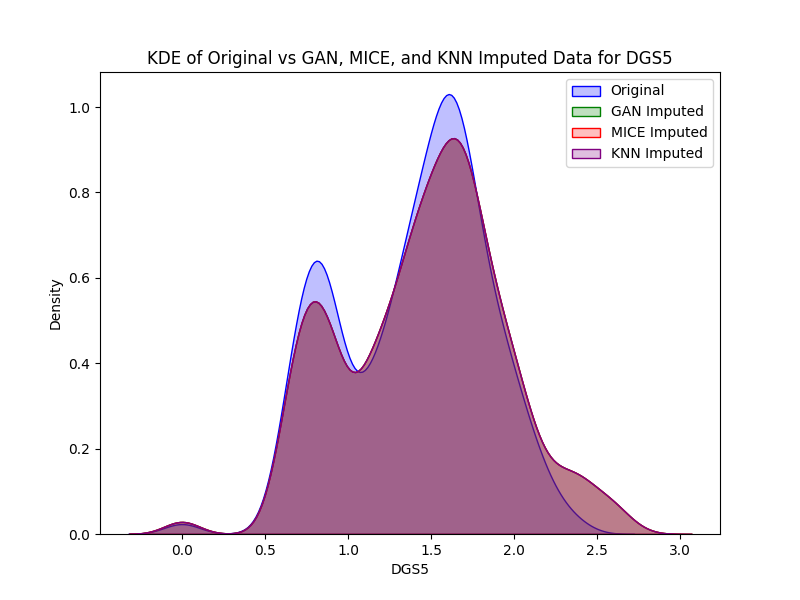 KDE of Original vs GAN, MICE, and KNN Imputed Data for DGS5
Original
GAN Imputed
MICE Imputed
KNN Imputed
Density
1.0
0.8
0.6
0.4
0.2
0.0
0.0 0.5 1.0 1.5 2.0 2.5 3.0
DGS5